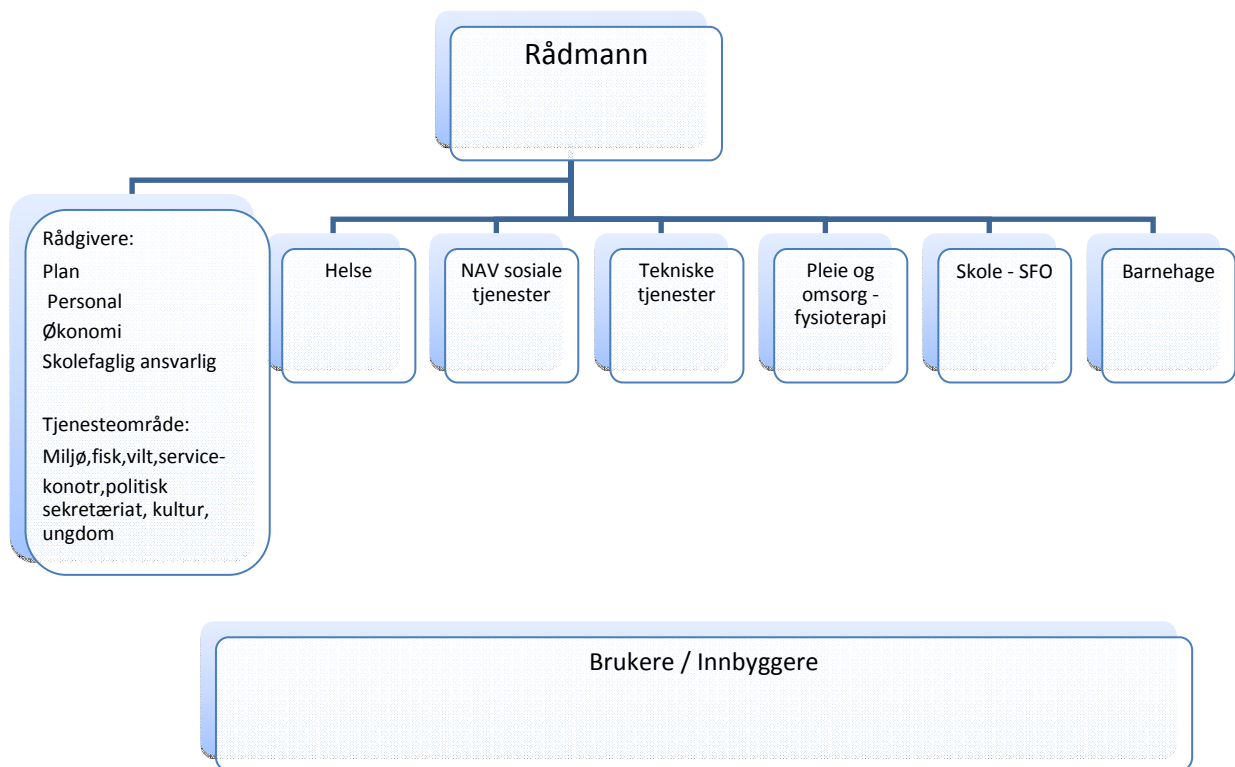 Rådmann
Rådgivere:
Plan
Personal
Økonomi
Skolefaglig ansvarlig
Tjenesteområde:
Miljø,fisk,vilt,service-
konotr,politisk
sekretæriat, kultur,
ungdom
Helse
NAV sosiale
tjenester
Tekniske
tjenester
Pleie og
omsorg -
fysioterapi
Skole - SFO
Barnehage
Brukere / Innbyggere